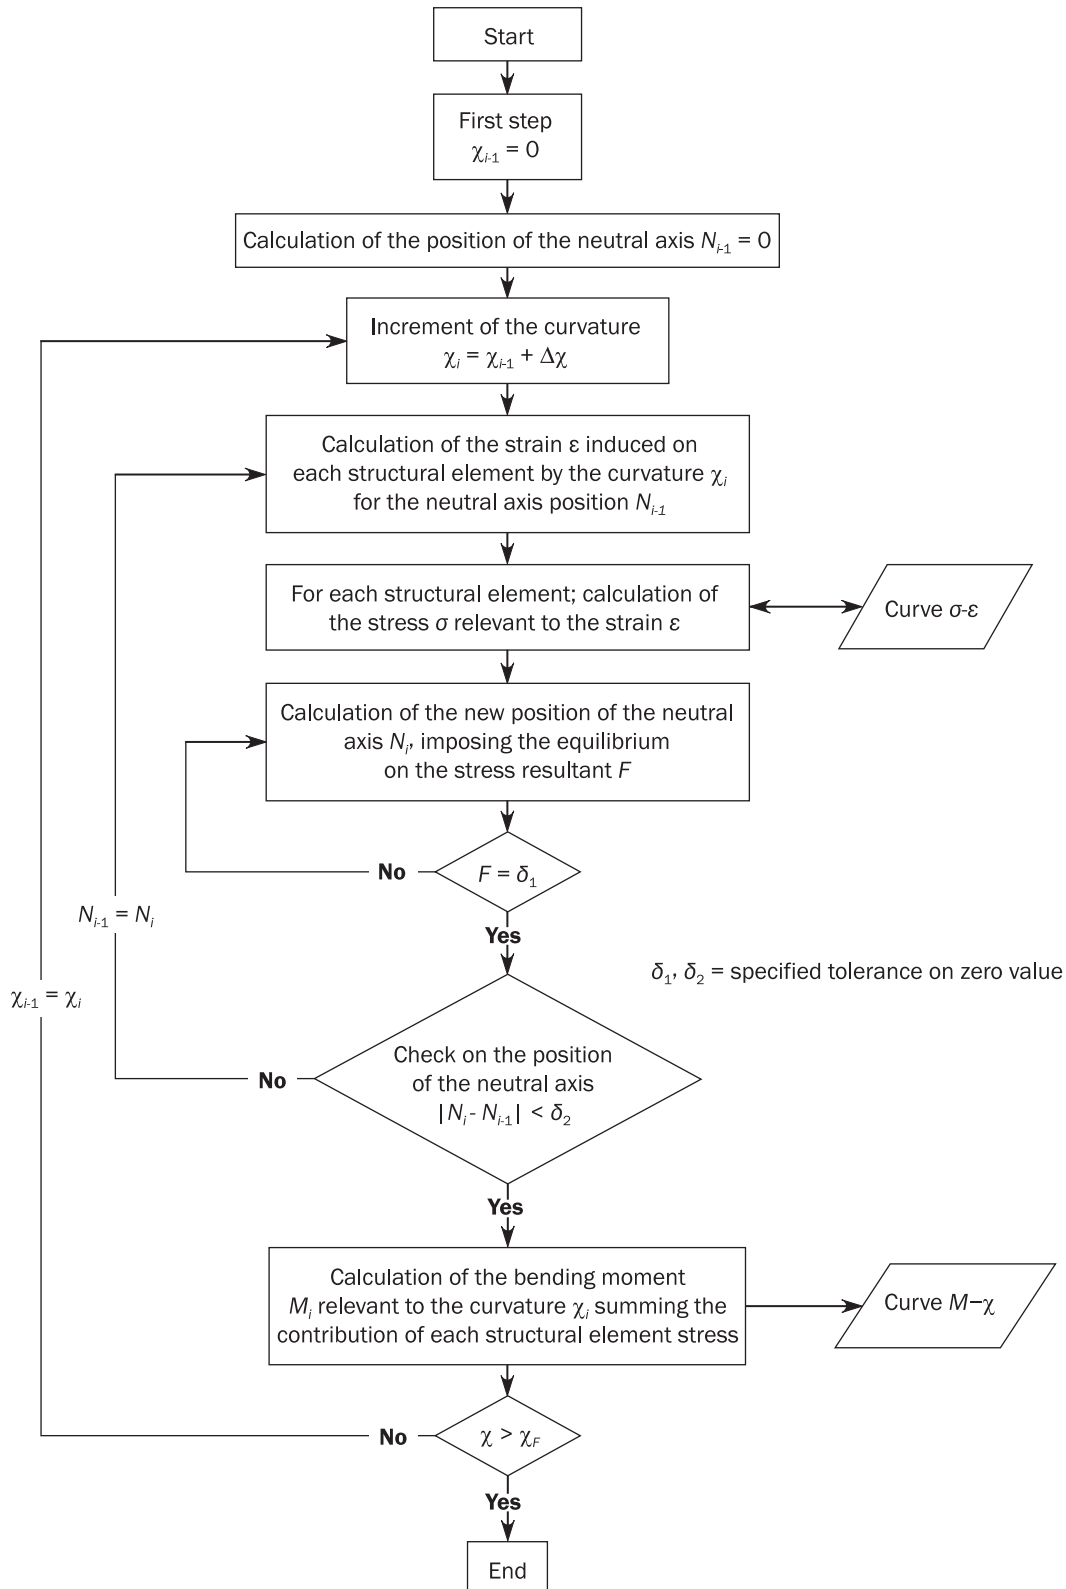 Start
First step
χi-1 = 0
Calculation of the position of the neutral axis Ni-1 = 0
Increment of the curvature
χi = χi-1 + Δχ
Calculation of the strain ε induced on
each structural element by the curvature χi
for the neutral axis position Ni-1
For each structural element; calculation of
the stress σ relevant to the strain ε
Curve σ-ε
Calculation of the new position of the neutral
axis Ni, imposing the equilibrium
on the stress resultant F
No
F = δ1
Ni-1 = Ni
Yes
δ1, δ2 = specified tolerance on zero value
χi-1 = χi
Check on the position
of the neutral axis
|Ni - Ni-1| < δ2
No
Yes
Calculation of the bending moment
Mi relevant to the curvature χi summing the
contribution of each structural element stress
Curve M–χ
No
χ > χF
Yes
End